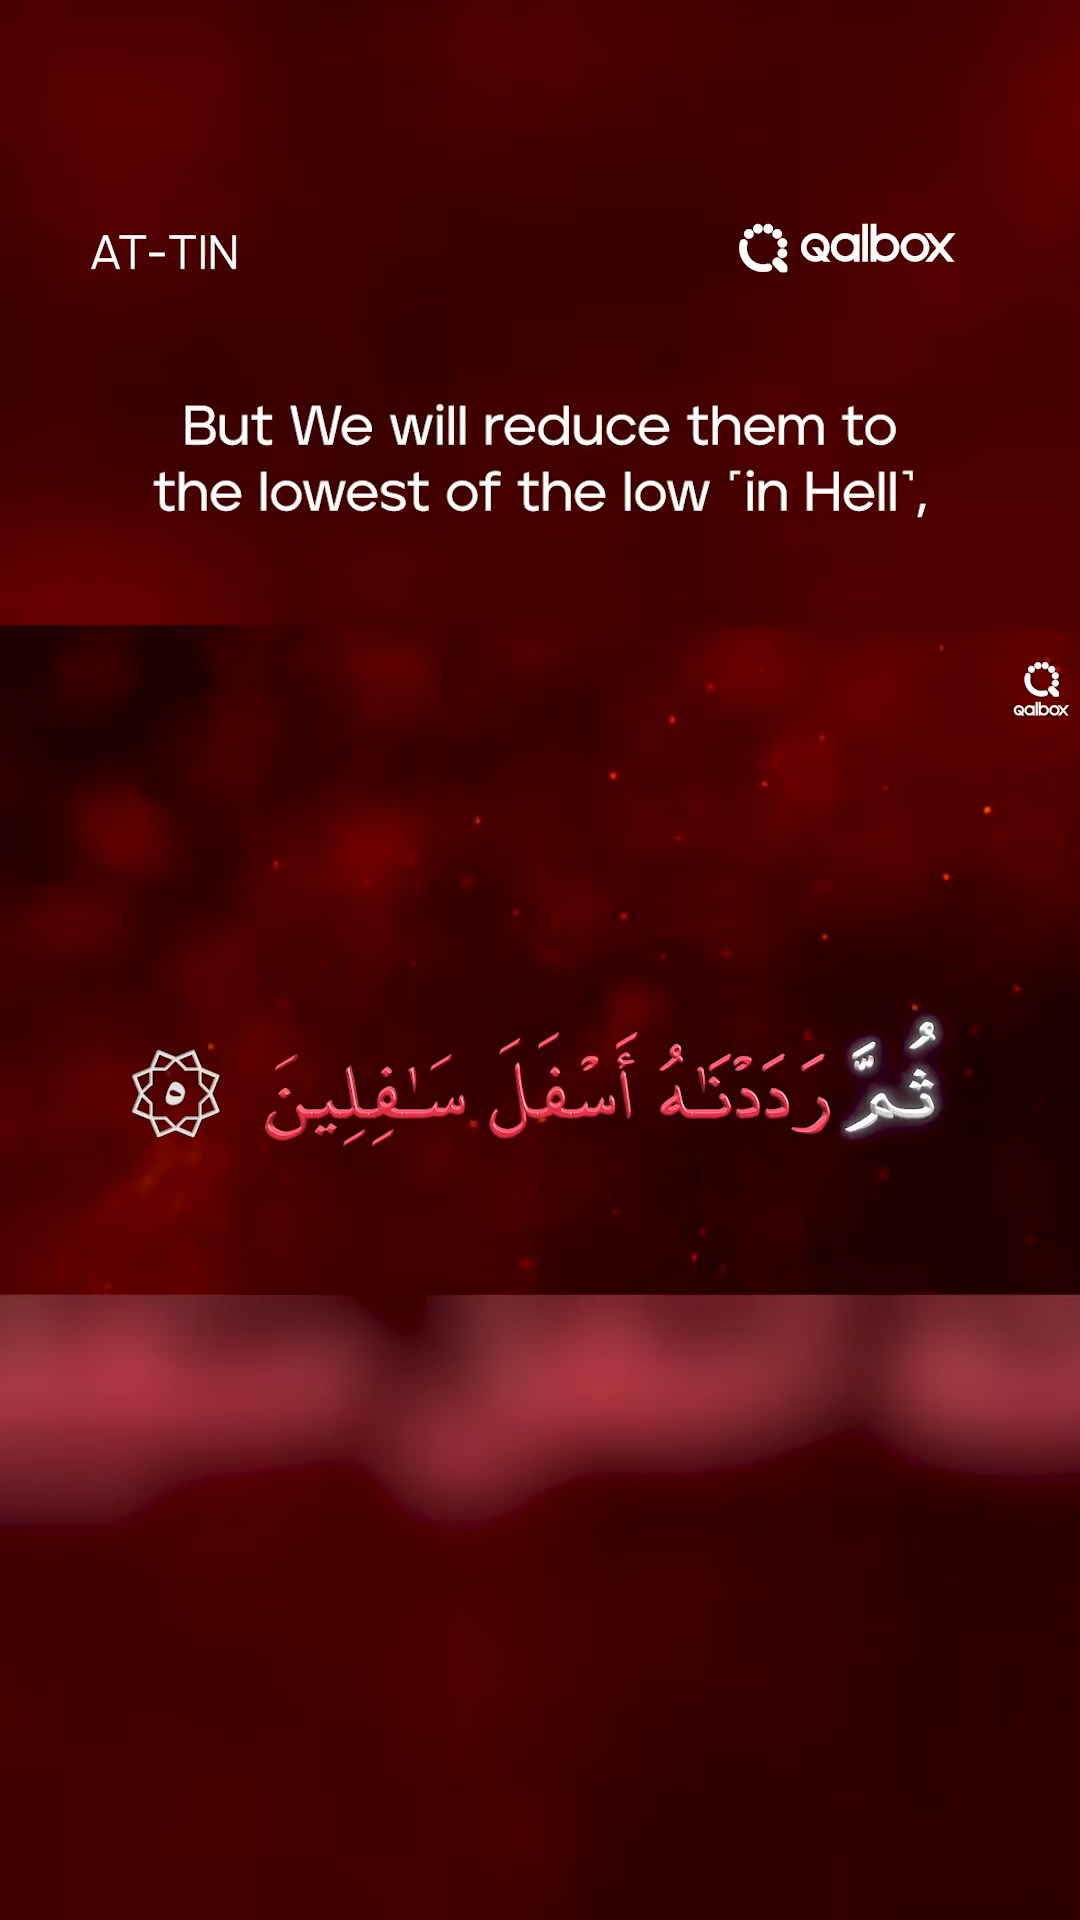 AT-TIN
Qalbox
But We will reduce them to
the lowest of the low ˹in Hell˺,
Qalbox
ثُمَّ رَدَدْنَـٰهُ أَسْفَلَ سَـٰفِلِينَ ٥